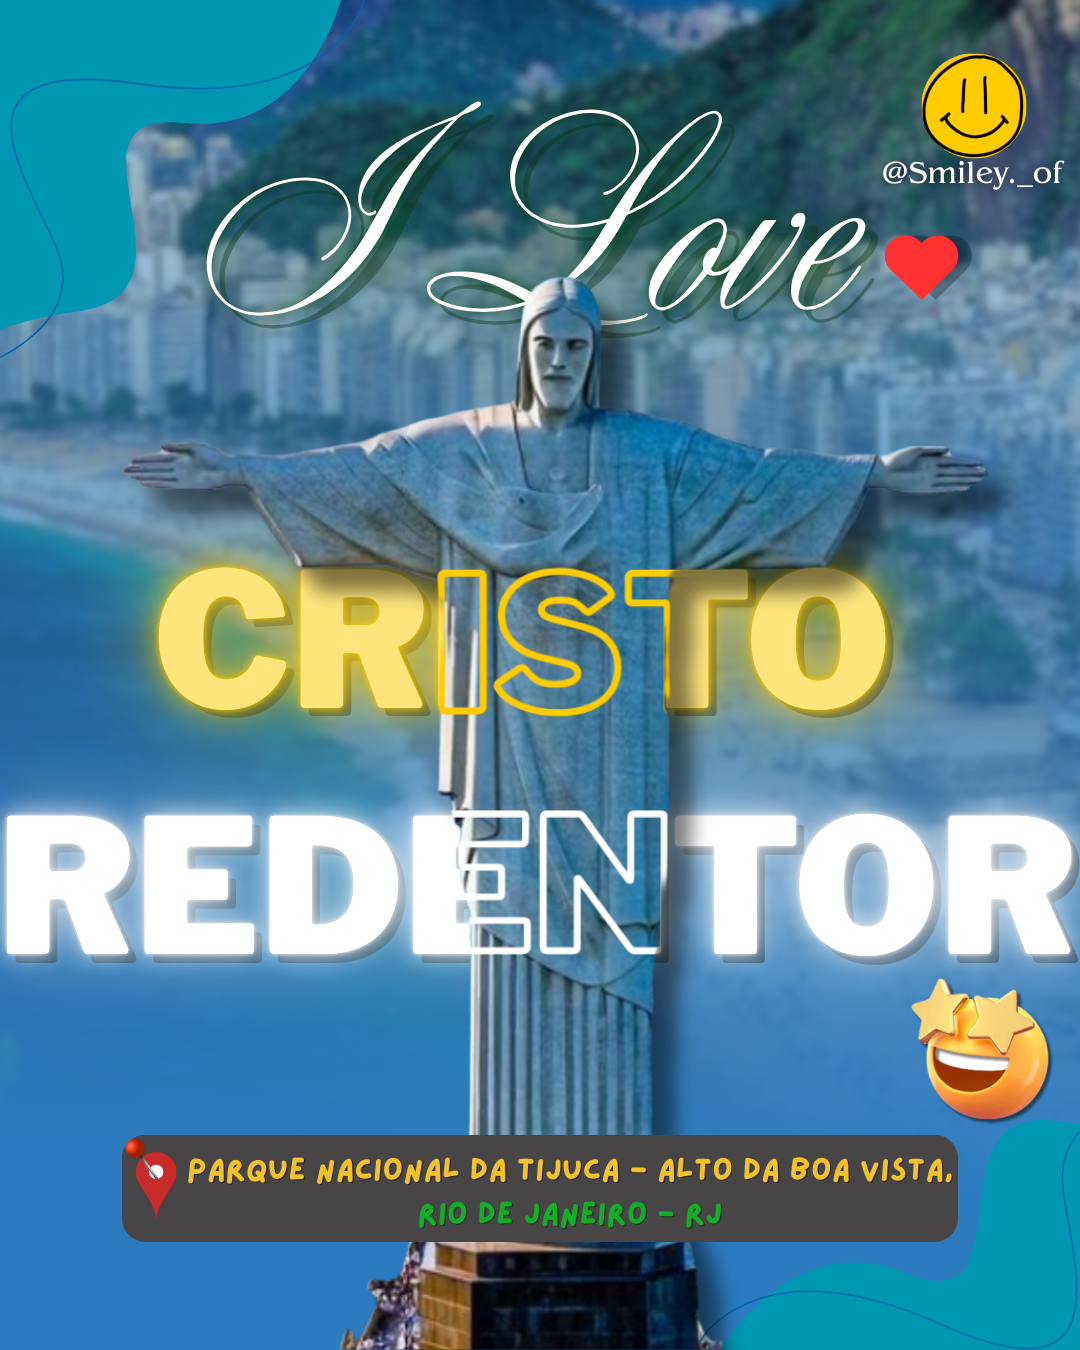 @Smiley._of
I Love
CRISTO
REDENTOR
PARQUE NACIONAL DA TIJUCA - ALTO DA BOA VISTA,
RIO DE JANEIRO - RJ